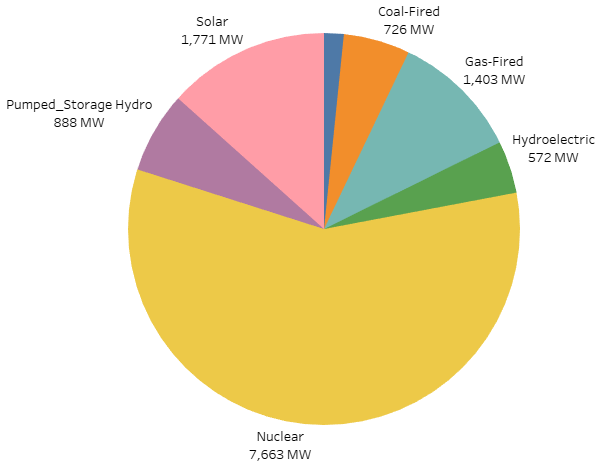 Coal-Fired
726 MW
Solar
1,771 MW
Gas-Fired
1,403 MW
Pumped_Storage Hydro
888 MW
Hydroelectric
572 MW
Nuclear
7,663 MW